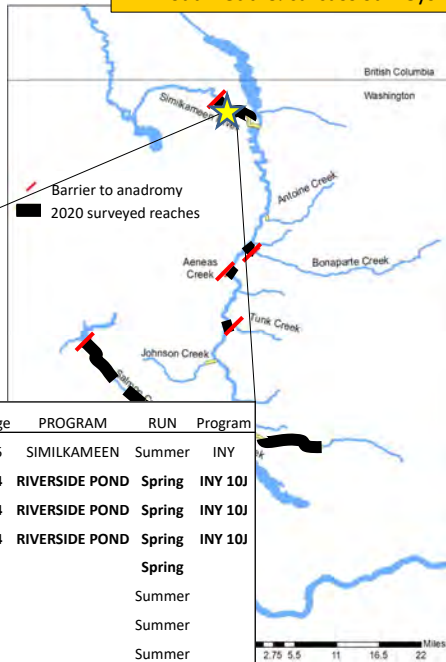 British Columbia
Washington
Similkameen River
Barrier to anadromy
2020 surveyed reaches
Antoine Creek
Aeneas
Creek
Bonaparte Creek
Tunk Creek
Johnson Creek
PROGRAM RUN Program
SIMILKAMEEN Summer INY
RIVERSIDE POND Spring INY 10J
RIVERSIDE POND Spring INY 10J
RIVERSIDE POND Spring INY 10J
Spring
Summer
Summer
Summer
Miles
2.75 5.5 11 16.5 22